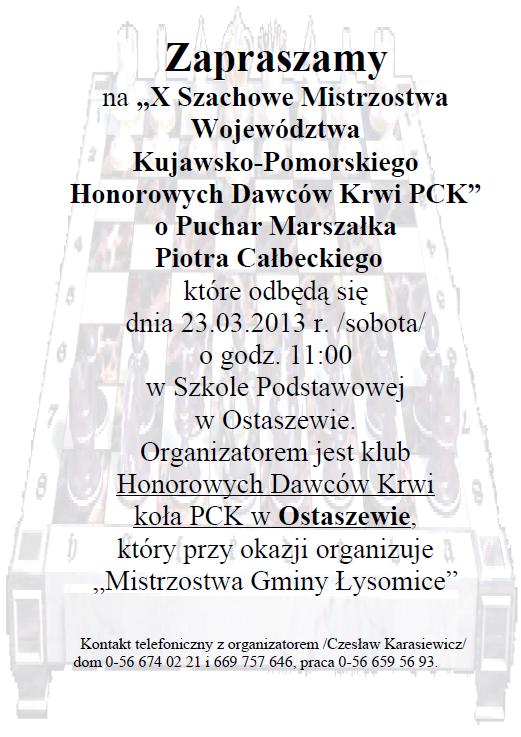 Zapraszamy
na „X Szachowe Mistrzostwa
Województwa
Kujawsko-Pomorskiego
Honorowych Dawców Krwi PCK”
o Puchar Marszałka
Piotra Całbeckiego
które odbędą się
dnia 23.03.2013 r. /sobota/
o godz. 11:00
w Szkole Podstawowej
w Ostaszewie.
Organizatorem jest klub
Honorowych Dawców Krwi
koła PCK w Ostaszewie,
który przy okazji organizuje
„Mistrzostwa Gminy Łysomice”
Kontakt telefoniczny z organizatorem /Czesław Karasiewicz/
dom 0-56 674 02 21 i 669 757 646, praca 0-56 659 56 93.